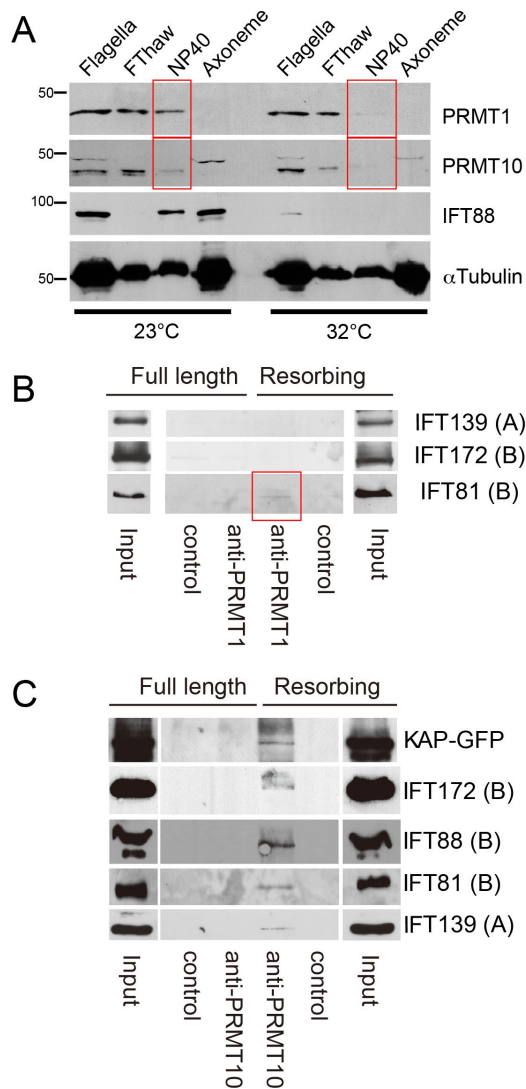 A
Flagella FThaw NP40 Axoneme Flagella FThaw NP40 Axoneme
50 PRMT1
50 PRMT10
100 IFT88
50 αTubulin
23°C 32°C
B
Full length Resorbing
IFT139 (A)
IFT172 (B)
IFT81 (B)
Input control anti-PRMT1 anti-PRMT1 control Input
C
Full length Resorbing
KAP-GFP
IFT172 (B)
IFT88 (B)
IFT81 (B)
IFT139 (A)
Input control anti-PRMT10 anti-PRMT10 control Input